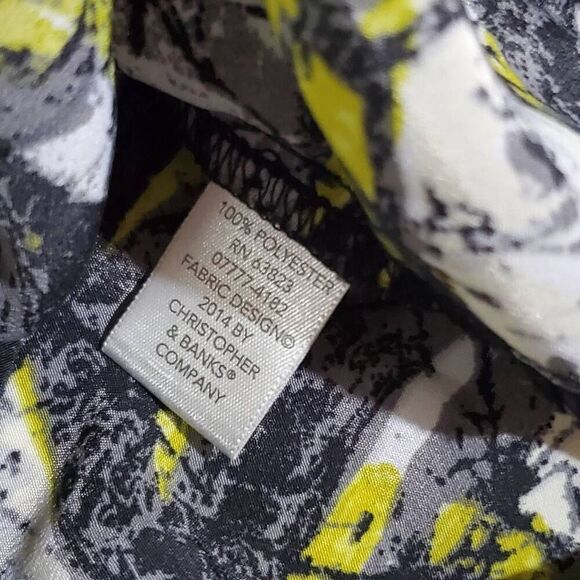 100% POLYESTER
RN 63823
07777-4182
FABRIC DESIGN©
2014 BY
CHRISTOPHER
& BANKS®
COMPANY